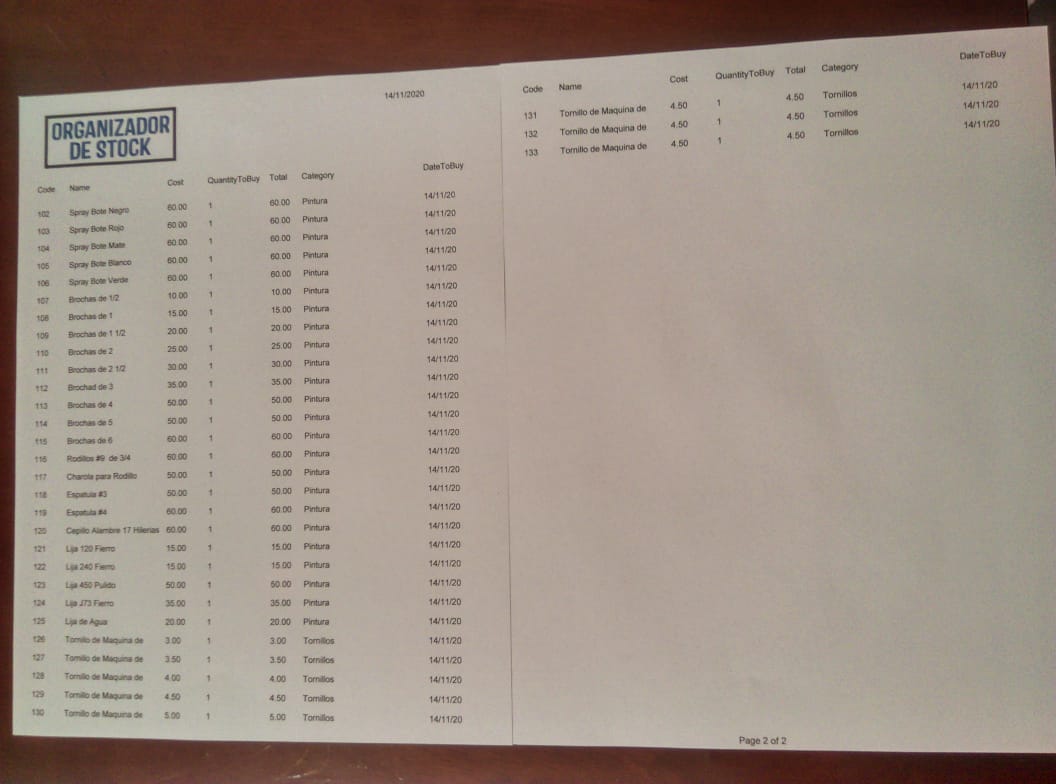 14/11/2020
ORGANIZADOR
DE STOCK
Code Name Cost QuantityToBuy Total Category DateToBuy
102 Spray Bote Negro 60.00 1 60.00 Pintura 14/11/20
103 Spray Bote Rojo 60.00 1 60.00 Pintura 14/11/20
104 Spray Bote Mate 60.00 1 60.00 Pintura 14/11/20
105 Spray Bote Blanco 60.00 1 60.00 Pintura 14/11/20
106 Spray Bote Verde 60.00 1 60.00 Pintura 14/11/20
107 Brochas de 1/2 10.00 1 10.00 Pintura 14/11/20
108 Brochas de 1 15.00 1 15.00 Pintura 14/11/20
109 Brochas de 1 1/2 20.00 1 20.00 Pintura 14/11/20
110 Brochas de 2 25.00 1 25.00 Pintura 14/11/20
111 Brochas de 2 1/2 30.00 1 30.00 Pintura 14/11/20
112 Brochad de 3 35.00 1 35.00 Pintura 14/11/20
113 Brochas de 4 50.00 1 50.00 Pintura 14/11/20
114 Brochas de 5 50.00 1 50.00 Pintura 14/11/20
115 Brochas de 6 60.00 1 60.00 Pintura 14/11/20
116 Rodillos #9 de 3/4 60.00 1 60.00 Pintura 14/11/20
117 Charola para Rodillo 50.00 1 50.00 Pintura 14/11/20
118 Espatula #3 50.00 1 50.00 Pintura 14/11/20
119 Espatula #4 60.00 1 60.00 Pintura 14/11/20
120 Cepillo Alambre 17 Hilerias 60.00 1 60.00 Pintura 14/11/20
121 Lija 120 Fierro 15.00 1 15.00 Pintura 14/11/20
122 Lija 240 Fierro 15.00 1 15.00 Pintura 14/11/20
123 Lija 450 Pulido 50.00 1 50.00 Pintura 14/11/20
124 Lija J73 Fierro 35.00 1 35.00 Pintura 14/11/20
125 Lija de Agua 20.00 1 20.00 Pintura 14/11/20
126 Tornillo de Maquina de 3.00 1 3.00 Tornillos 14/11/20
127 Tornillo de Maquina de 3.50 1 3.50 Tornillos 14/11/20
128 Tornillo de Maquina de 4.00 1 4.00 Tornillos 14/11/20
129 Tornillo de Maquina de 4.50 1 4.50 Tornillos 14/11/20
130 Tornillo de Maquina de 5.00 1 5.00 Tornillos 14/11/20
Code Name Cost QuantityToBuy Total Category DateToBuy
131 Tornillo de Maquina de 4.50 1 4.50 Tornillos 14/11/20
132 Tornillo de Maquina de 4.50 1 4.50 Tornillos 14/11/20
133 Tornillo de Maquina de 4.50 1 4.50 Tornillos 14/11/20
Page 2 of 2